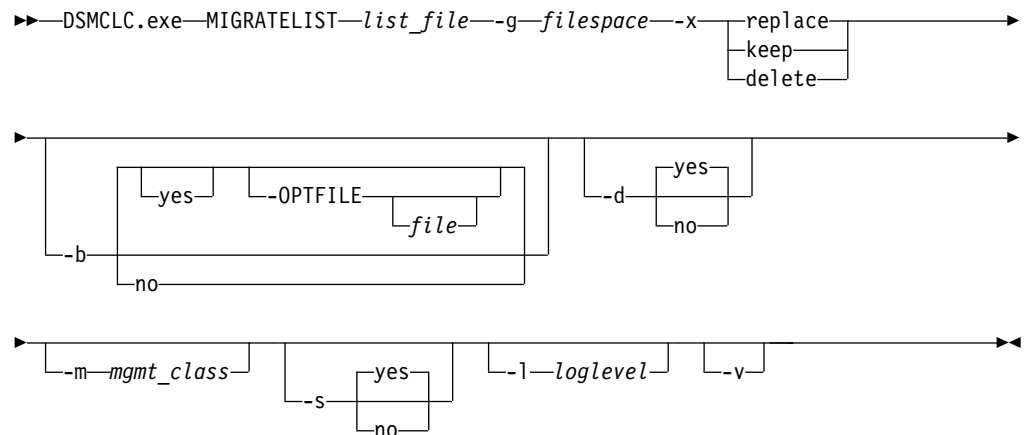 DSMCLC.exe MIGRATELIST list_file -g filespace -x replace
keep
delete
yes -OPTFILE
file
-b
no
-d yes
no
-m mgmt_class
-s yes
no
-l loglevel -v